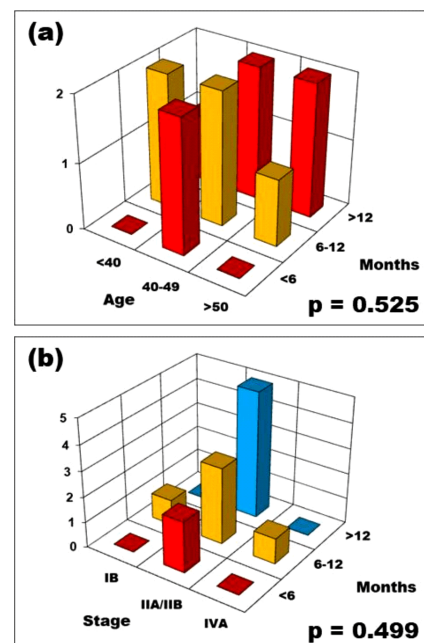 (a)
2
1
0
<40
40-49
>50
Age
<6
6-12
>12
Months
p = 0.525
(b)
5
4
3
2
1
0
IB
IIA/IIB
IVA
Stage
<6
6-12
>12
Months
p = 0.499